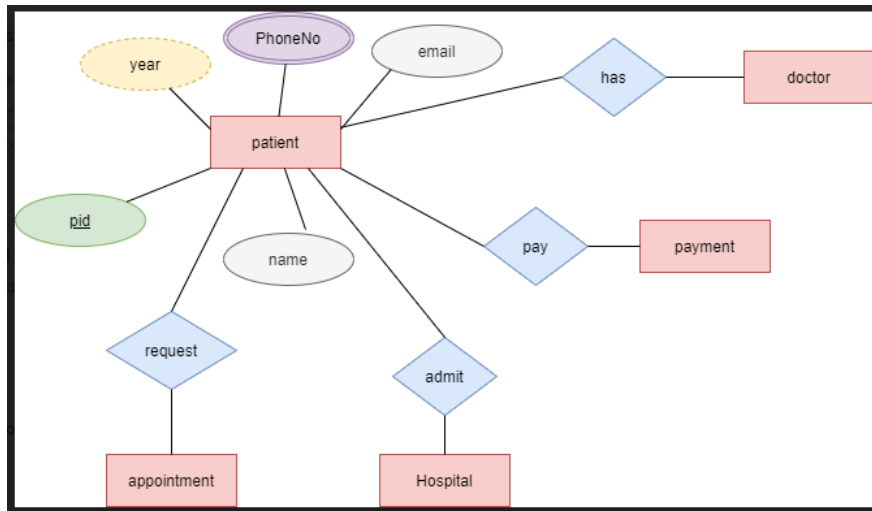 PhoneNo
email
year
has
doctor
patient
pid
name
pay
payment
request
admit
appointment
Hospital